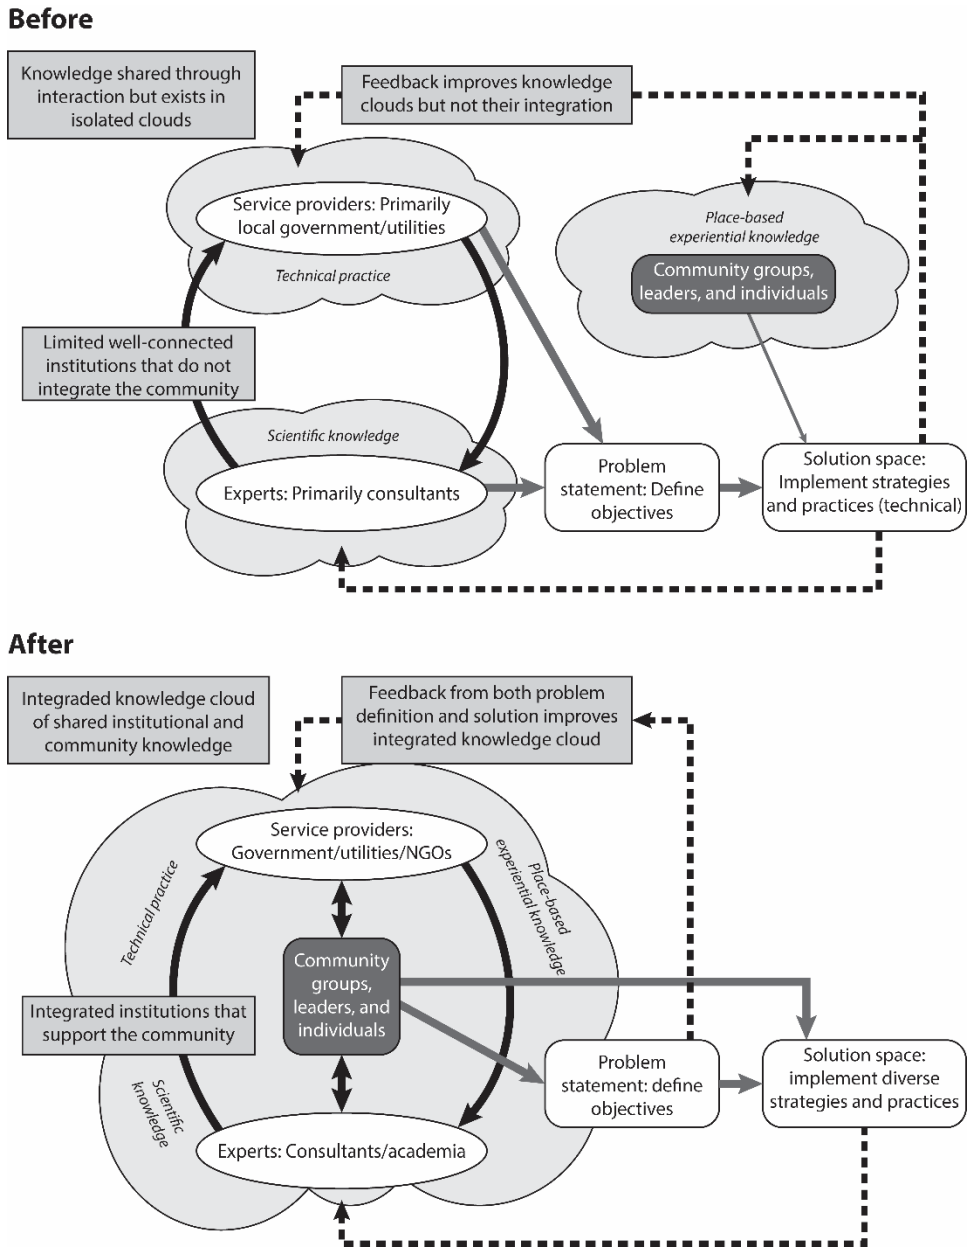 Before
Knowledge shared through
interaction but exists in
isolated clouds
Feedback improves knowledge
clouds but not their integration
Service providers: Primarily
local government/utilities
Technical practice
Place-based
experiential knowledge
Community groups,
leaders, and individuals
Limited well-connected
institutions that do not
integrate the community
Scientific knowledge
Experts: Primarily consultants
Problem
statement: Define
objectives
Solution space:
Implement strategies
and practices (technical)
After
Integraded knowledge cloud
of shared institutional and
community knowledge
Feedback from both problem
definition and solution improves
integrated knowledge cloud
Service providers:
Government/utilities/NGOs
Technical practice
Place-based
experiential knowledge
Community
groups,
leaders, and
individuals
Integrated institutions that
support the community
Scientific
knowledge
Experts: Consultants/academia
Problem
statement: define
objectives
Solution space:
implement diverse
strategies and practices